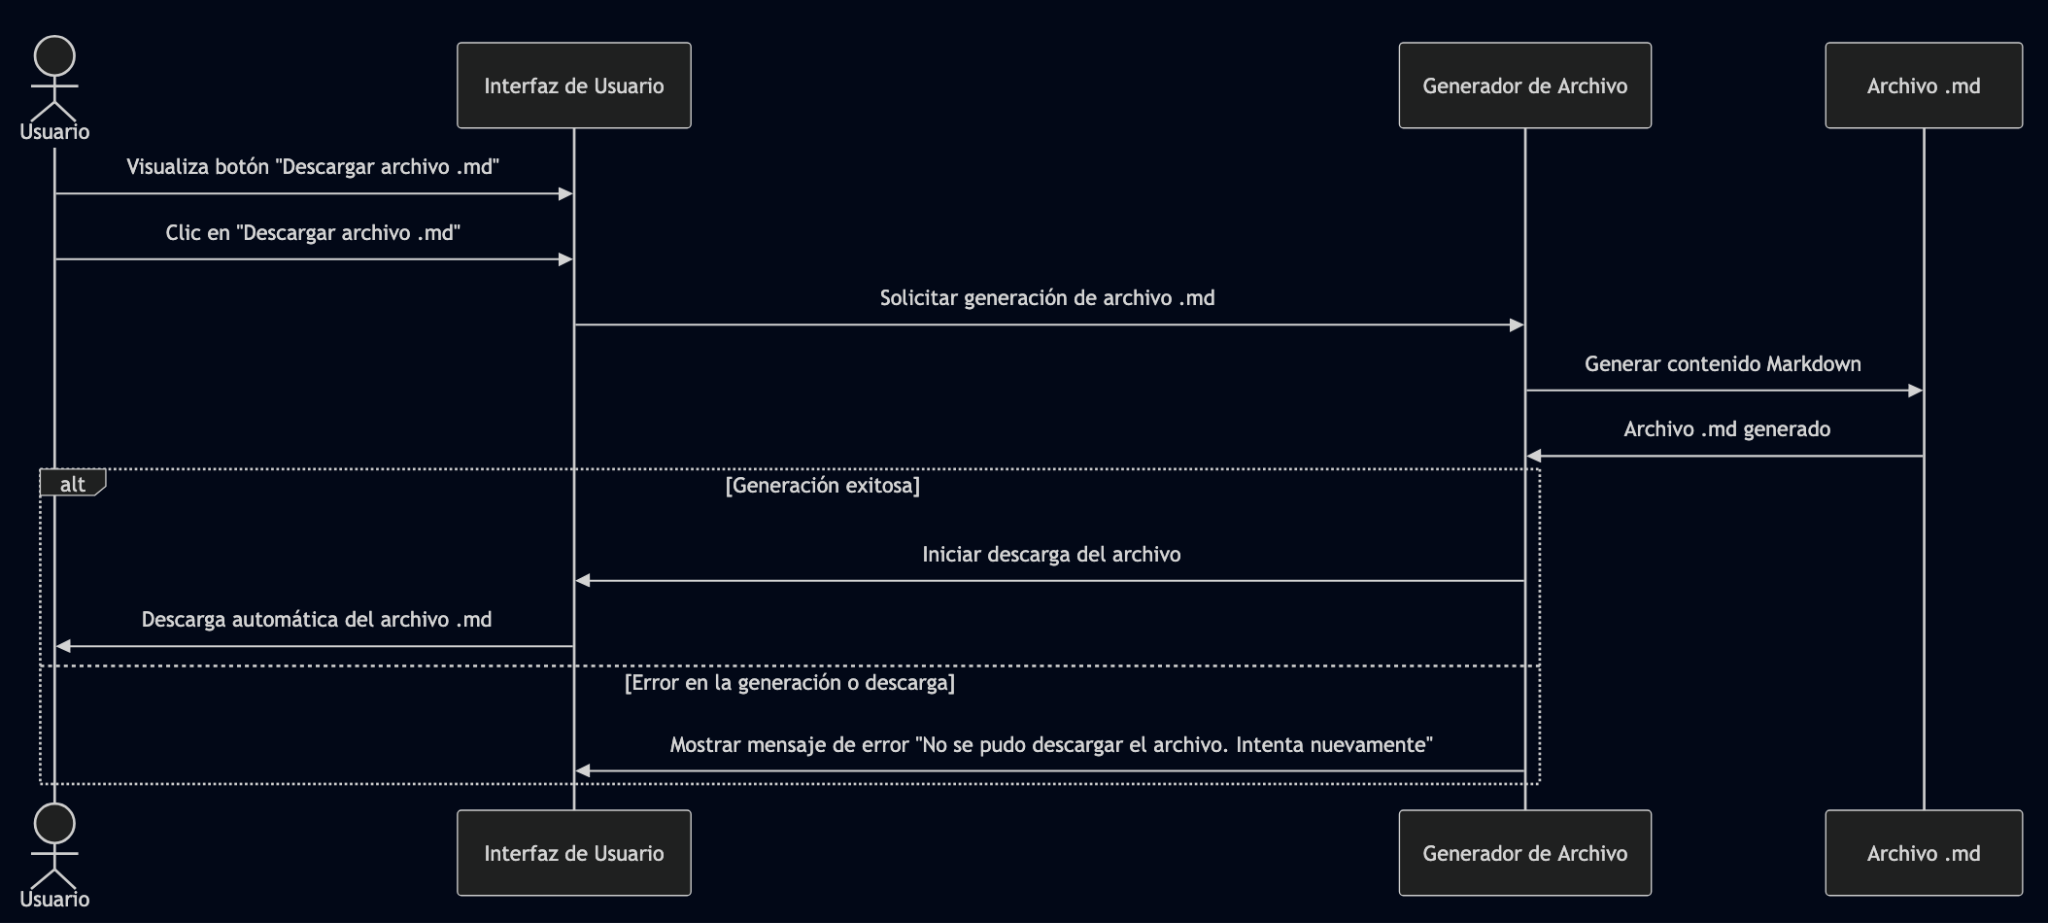 Usuario
Interfaz de Usuario
Generador de Archivo
Archivo .md
Visualiza botón "Descargar archivo .md"
Clic en "Descargar archivo .md"
Solicitar generación de archivo .md
Generar contenido Markdown
Archivo .md generado
alt
[Generación exitosa]
Iniciar descarga del archivo
Descarga automática del archivo .md
[Error en la generación o descarga]
Mostrar mensaje de error "No se pudo descargar el archivo. Intenta nuevamente"
Usuario
Interfaz de Usuario
Generador de Archivo
Archivo .md